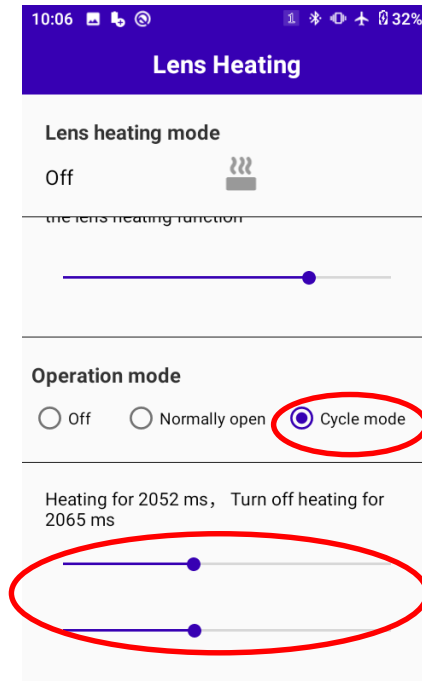 10:06 1 32%
Lens Heating
Lens heating mode
Off
the lens heating function
Operation mode
Off Normally open Cycle mode
Heating for 2052 ms， Turn off heating for
2065 ms